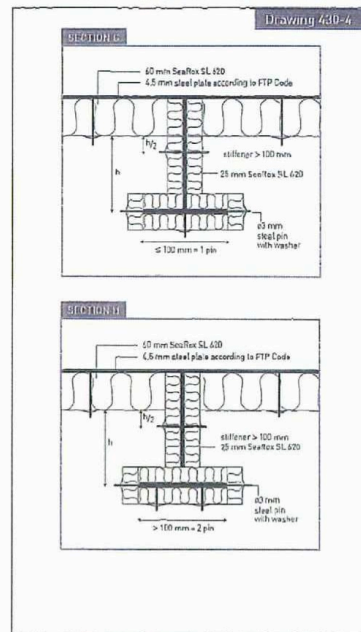 Drawing 430-4
SECTION G
60 mm SeaRox SL 620
4,5 mm steel plate according to FTP Code
h/2
stiffener > 100 mm
h
25 mm SeaRox SL 620
ø3 mm
steel pin
with washer
≤ 100 mm = 1 pin
SECTION H
60 mm SeaRox SL 620
4,5 mm steel plate according to FTP Code
h/2
stiffener > 100 mm
h
25 mm SeaRox SL 620
ø3 mm
steel pin
with washer
> 100 mm = 2 pin